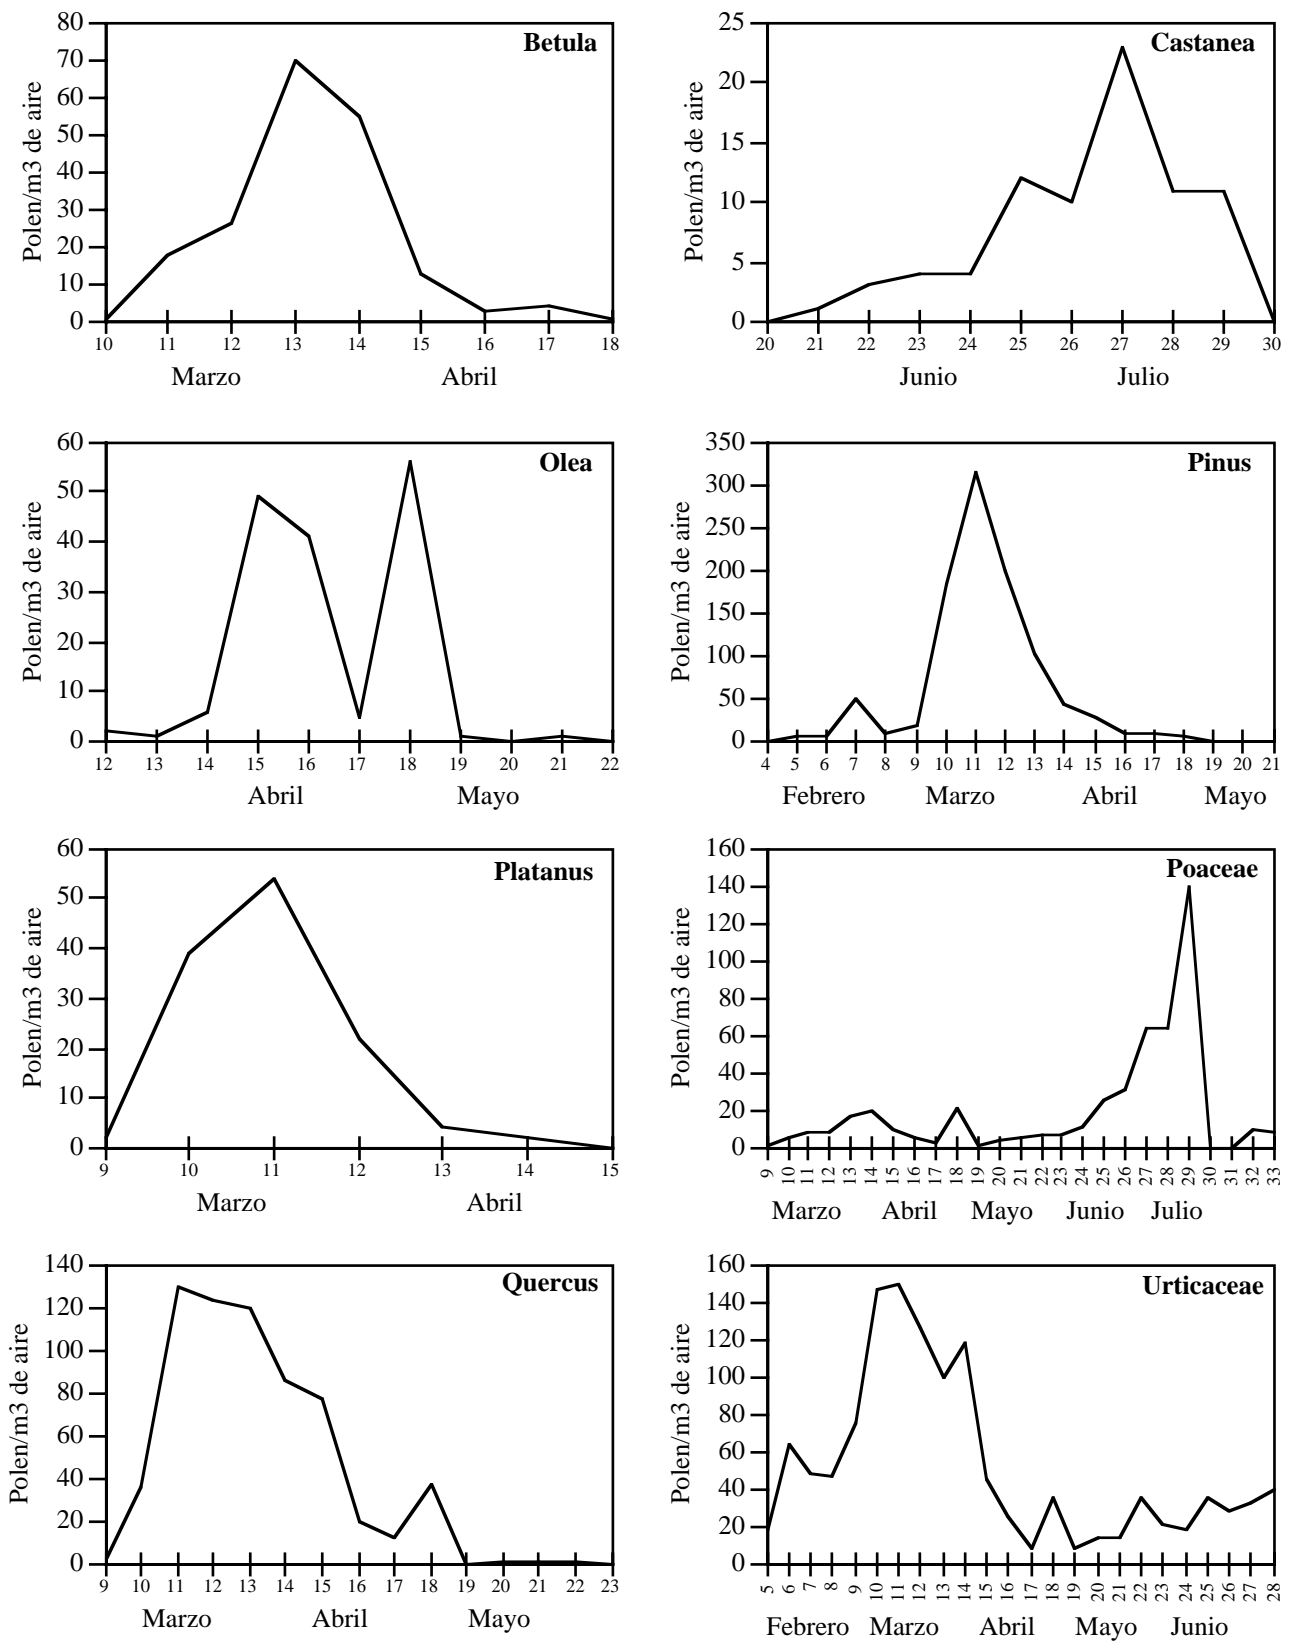 Betula
Polen/m3 de aire
80
70
60
50
40
30
20
10
0
10 11 12 13 14 15 16 17 18
Marzo Abril
Castanea
Polen/m3 de aire
25
20
15
10
5
0
20 21 22 23 24 25 26 27 28 29 30
Junio Julio
Olea
Polen/m3 de aire
60
50
40
30
20
10
0
12 13 14 15 16 17 18 19 20 21 22
Abril Mayo
Pinus
Polen/m3 de aire
350
300
250
200
150
100
50
0
4 5 6 7 8 9 10 11 12 13 14 15 16 17 18 19 20 21
Febrero Marzo Abril Mayo
Platanus
Polen/m3 de aire
60
50
40
30
20
10
0
9 10 11 12 13 14 15
Marzo Abril
Poaceae
Polen/m3 de aire
160
140
120
100
80
60
40
20
0
9 10 11 12 13 14 15 16 17 18 19 20 21 22 23 24 25 26 27 28 29 30 31 32 33
Marzo Abril Mayo Junio Julio
Quercus
Polen/m3 de aire
140
120
100
80
60
40
20
0
9 10 11 12 13 14 15 16 17 18 19 20 21 22 23
Marzo Abril Mayo
Urticaceae
Polen/m3 de aire
160
140
120
100
80
60
40
20
0
5 6 7 8 9 10 11 12 13 14 15 16 17 18 19 20 21 22 23 24 25 26 27 28
Febrero Marzo Abril Mayo Junio